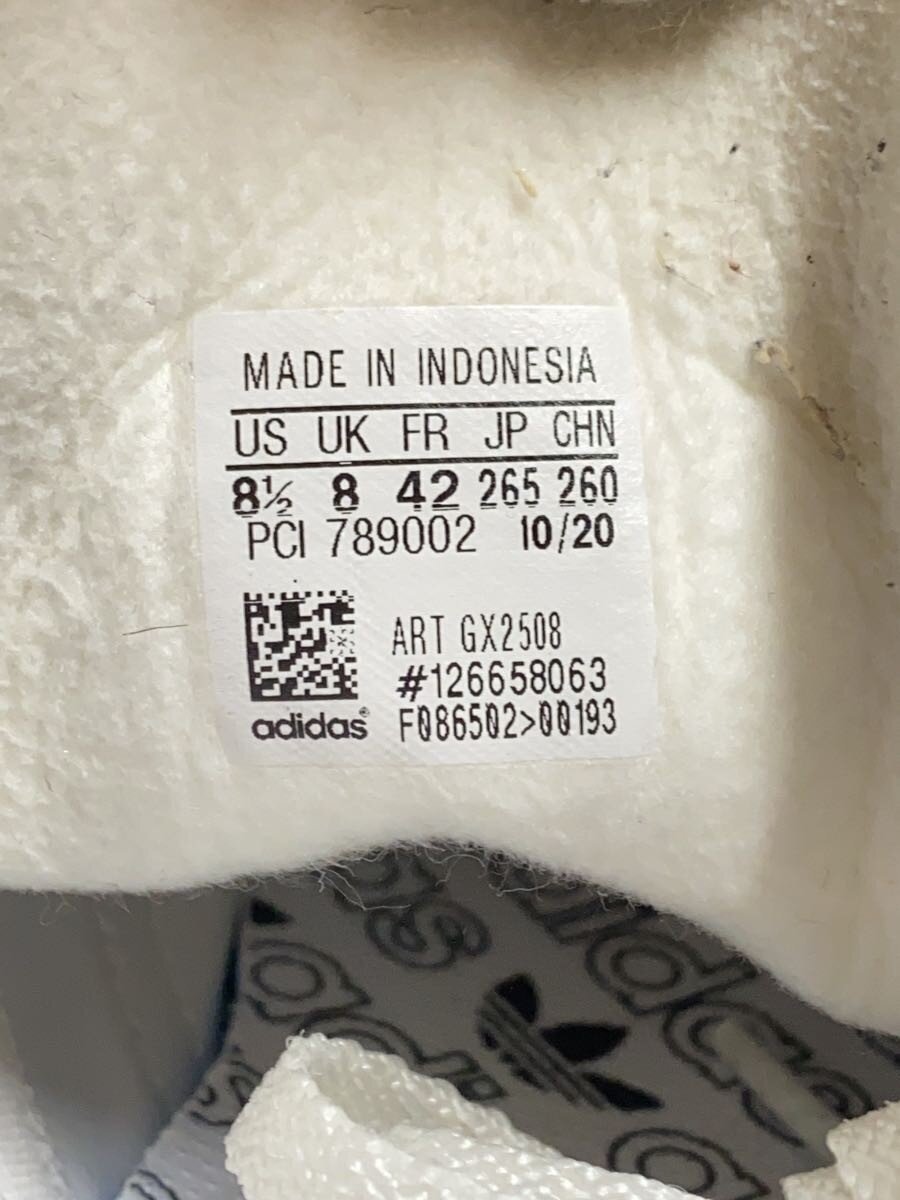 MADE IN INDONESIA
US UK FR JP CHN
8½ 8 42 265 260
PCI 789002 10/20
ART GX2508
#126658063
adidas® F086502>00193